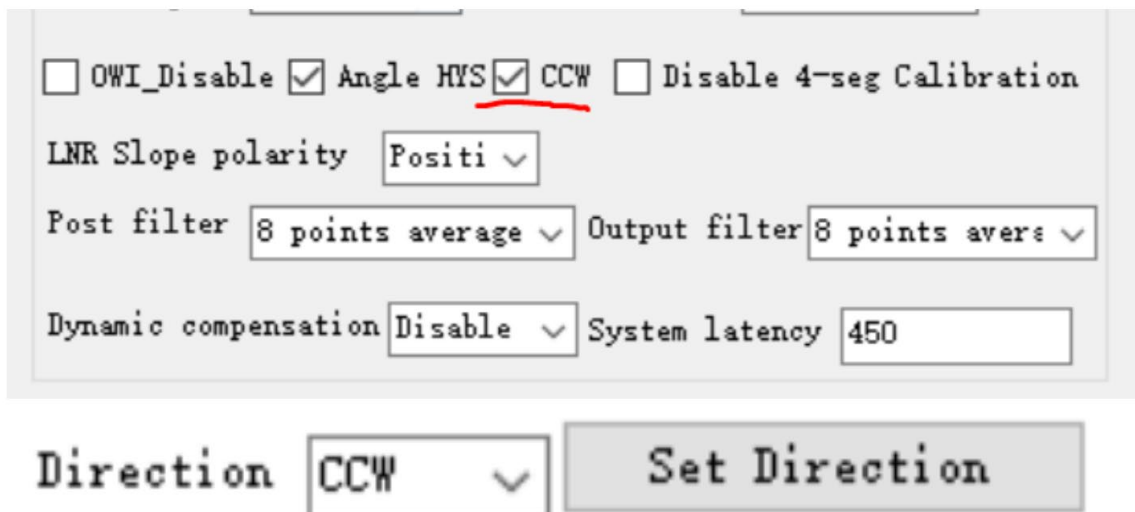 OWI_Disable Angle HYS CCW Disable 4-seg Calibration
LNR Slope polarity Positi
Post filter 8 points average Output filter 8 points avera
Dynamic compensation Disable System latency 450
Direction CCW Set Direction